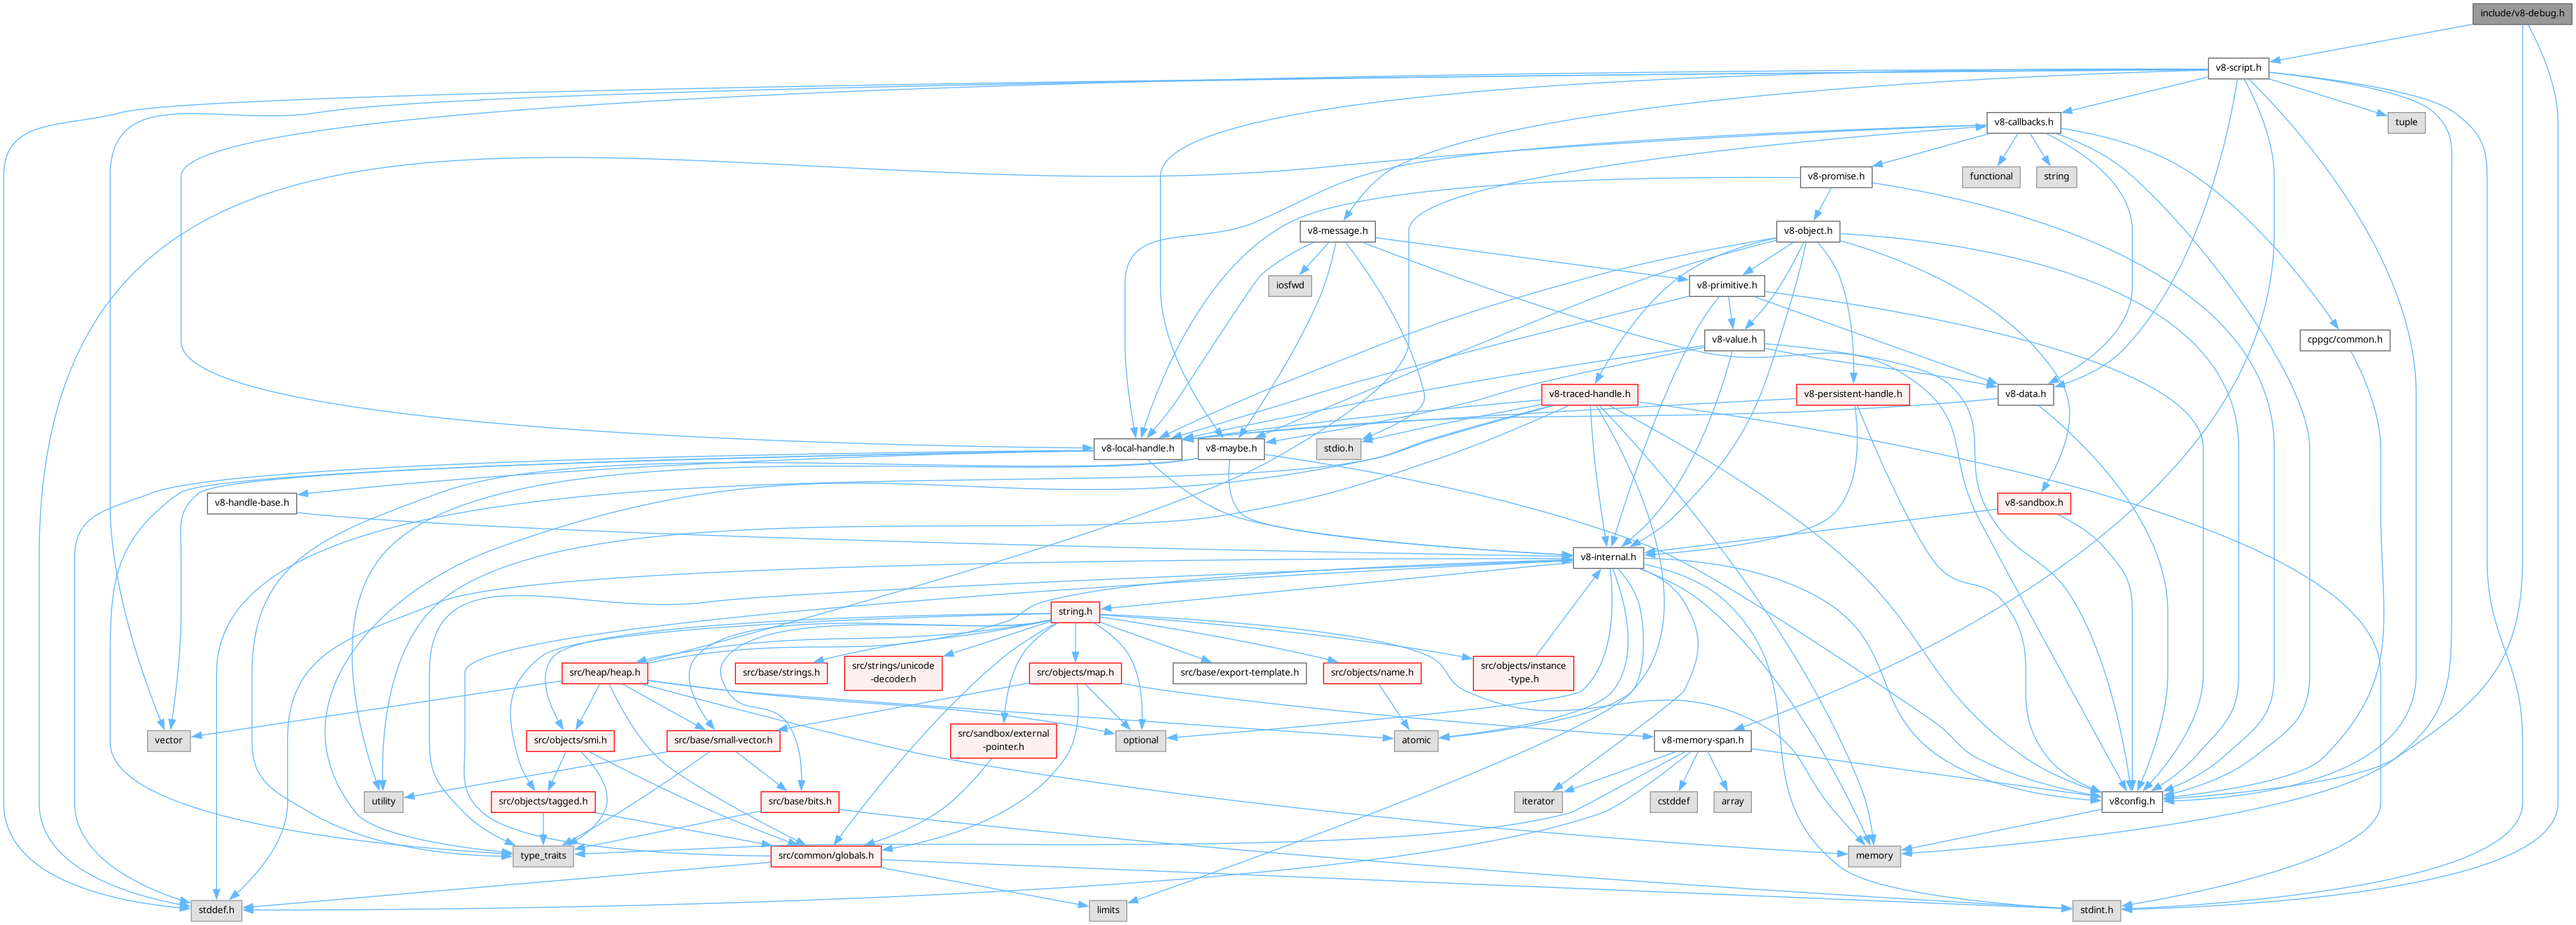 include/v8-debug.h
v8-script.h
v8-callbacks.h
tuple
v8-promise.h
functional
string
v8-message.h
v8-object.h
iosfwd
v8-primitive.h
v8-value.h
cppgc/common.h
v8-traced-handle.h
v8-persistent-handle.h
v8-data.h
v8-local-handle.h
v8-maybe.h
stdio.h
v8-handle-base.h
v8-sandbox.h
v8-internal.h
string.h
src/heap/heap.h
src/base/strings.h
src/strings/unicode
-decoder.h
src/objects/map.h
src/base/export-template.h
src/objects/name.h
src/objects/instance
-type.h
vector
src/objects/smi.h
src/base/small-vector.h
src/sandbox/external
-pointer.h
optional
atomic
v8-memory-span.h
utility
src/objects/tagged.h
src/base/bits.h
iterator
cstddef
array
v8config.h
type_traits
src/common/globals.h
memory
stddef.h
limits
stdint.h